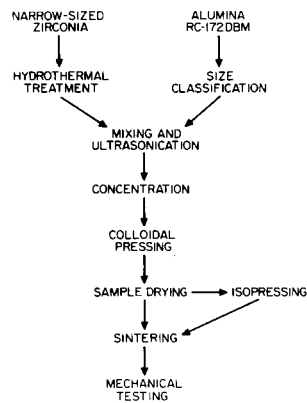 NARROW-SIZED
ZIRCONIA
ALUMINA
RC-172DBM
HYDROTHERMAL
TREATMENT
SIZE
CLASSIFICATION
MIXING AND
ULTRASONICATION
CONCENTRATION
COLLOIDAL
PRESSING
SAMPLE DRYING
ISOPRESSING
SINTERING
MECHANICAL
TESTING